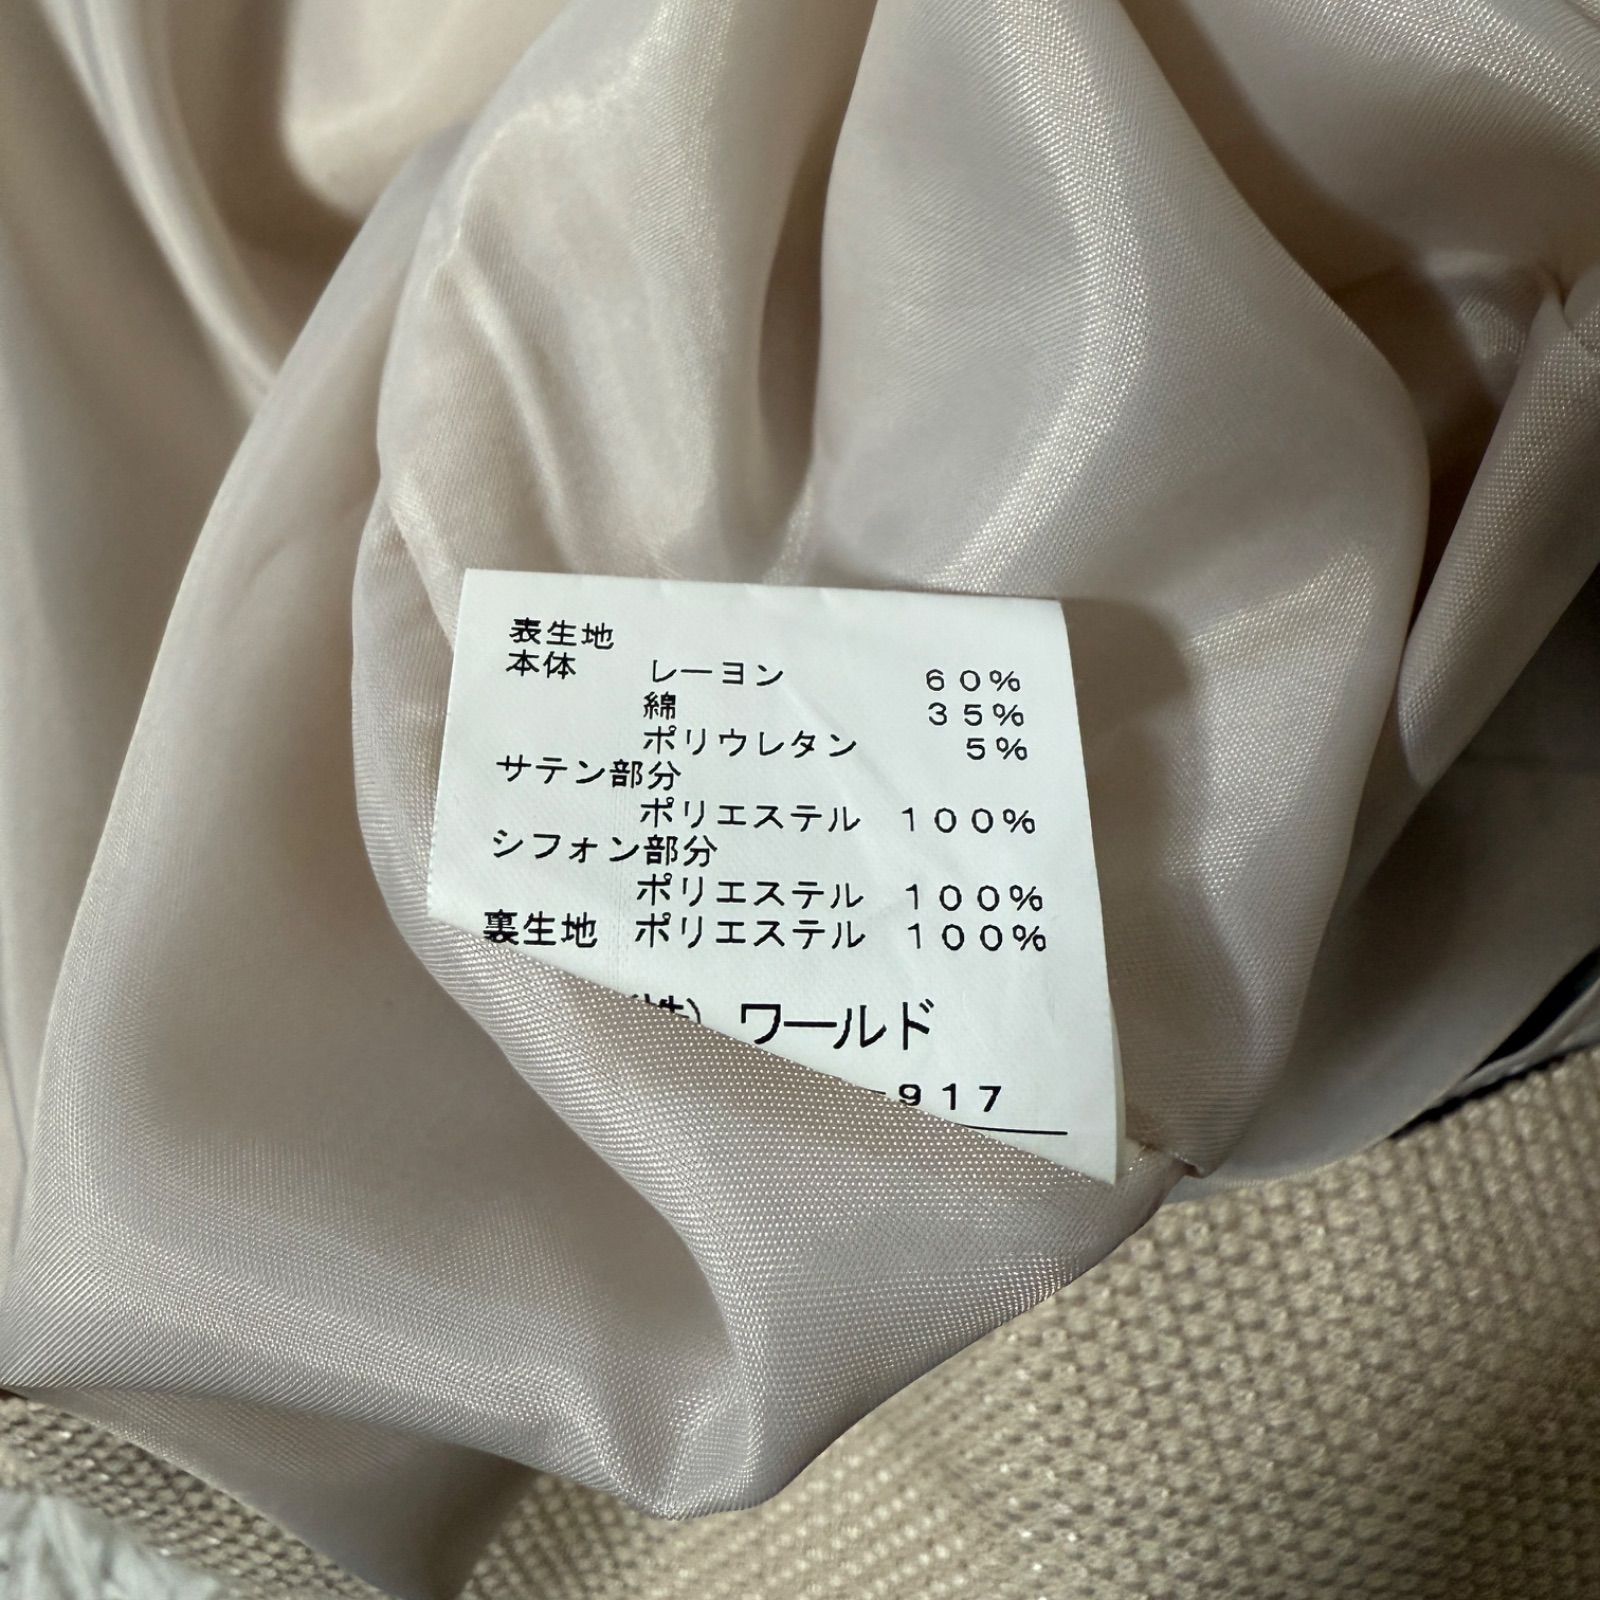 表生地
本体 レーヨン 60%
綿 35%
ポリウレタン 5%
サテン部分
ポリエステル 100%
シフォン部分
ポリエステル 100%
裏生地 ポリエステル 100%
ワールド
917